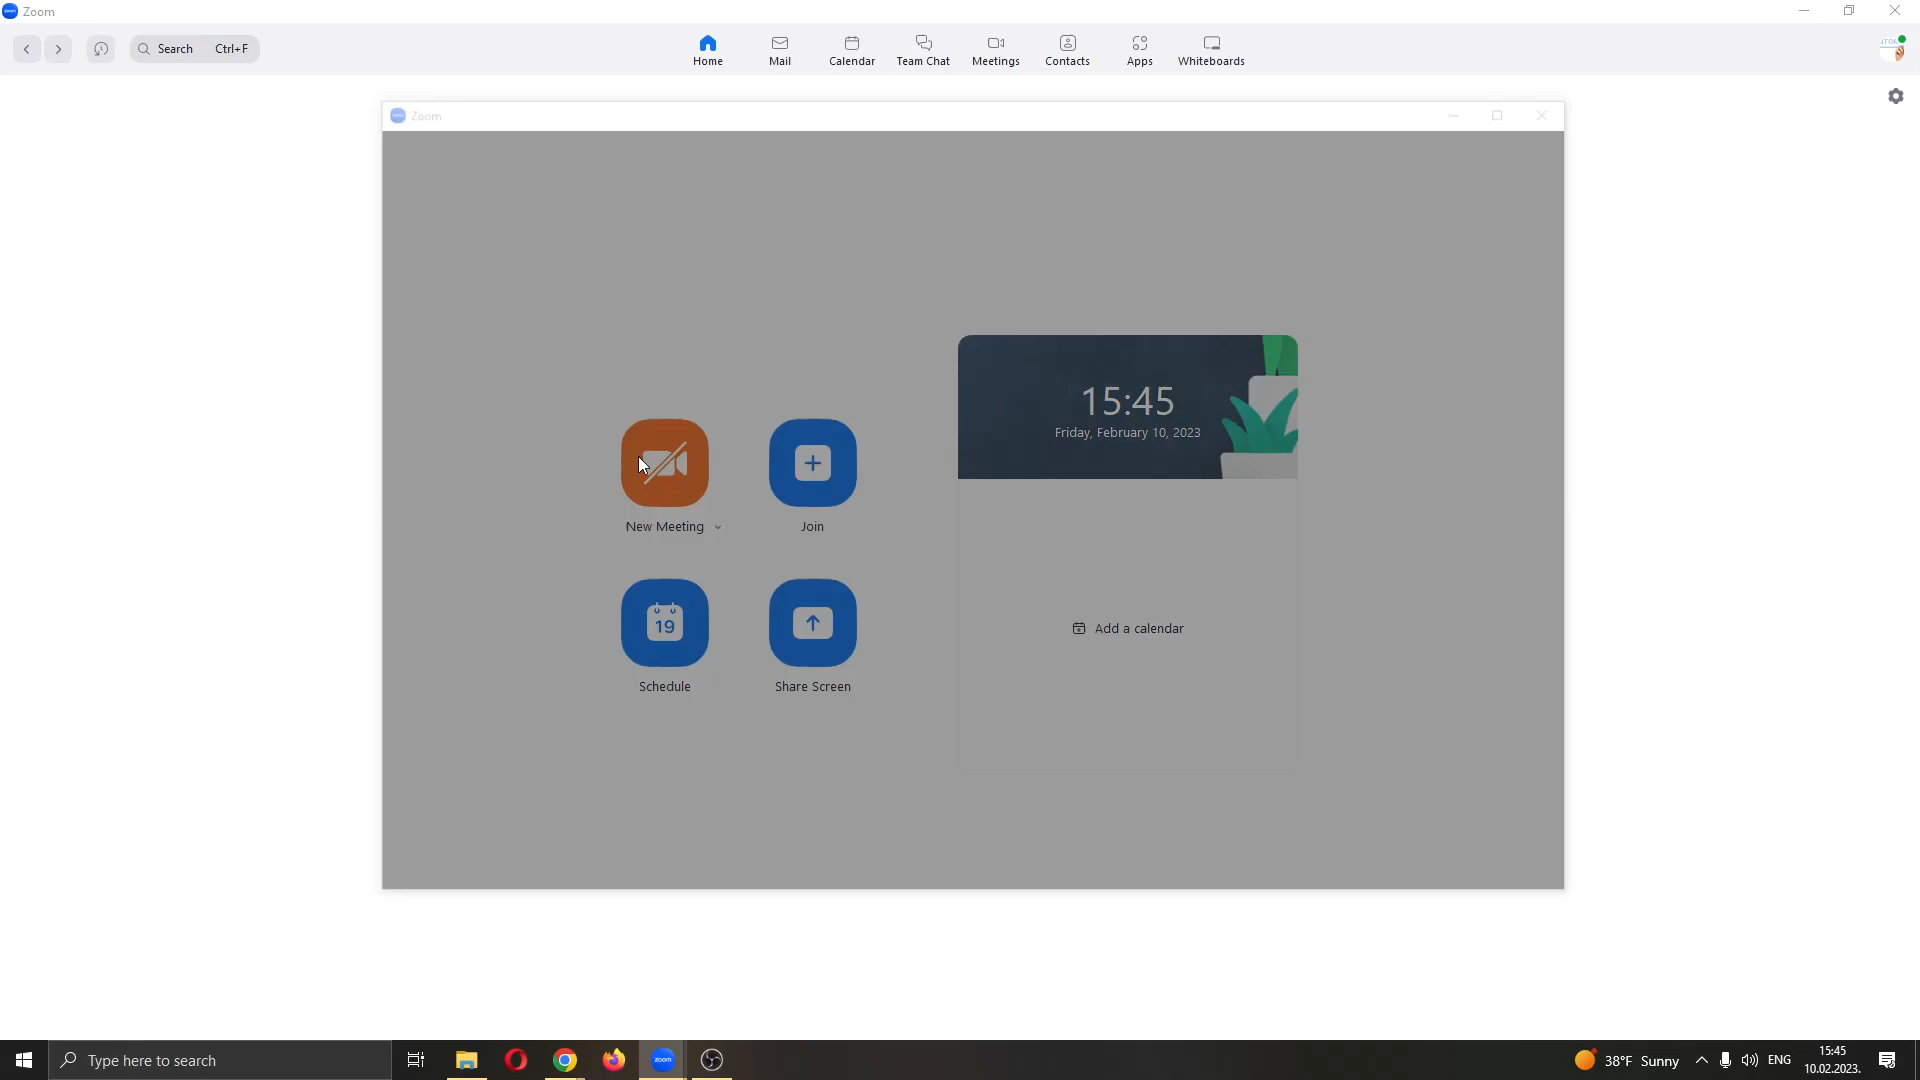 Zoom
Search Ctrl+F
Home
Mail
Calendar
Team Chat
Meetings
Contacts
Apps
Whiteboards
Zoom
15:45
Friday, February 10, 2023
New Meeting
Join
19
Schedule
Share Screen
Add a calendar
Type here to search
zoom
38°F Sunny
ENG
15:45
10.02.2023.